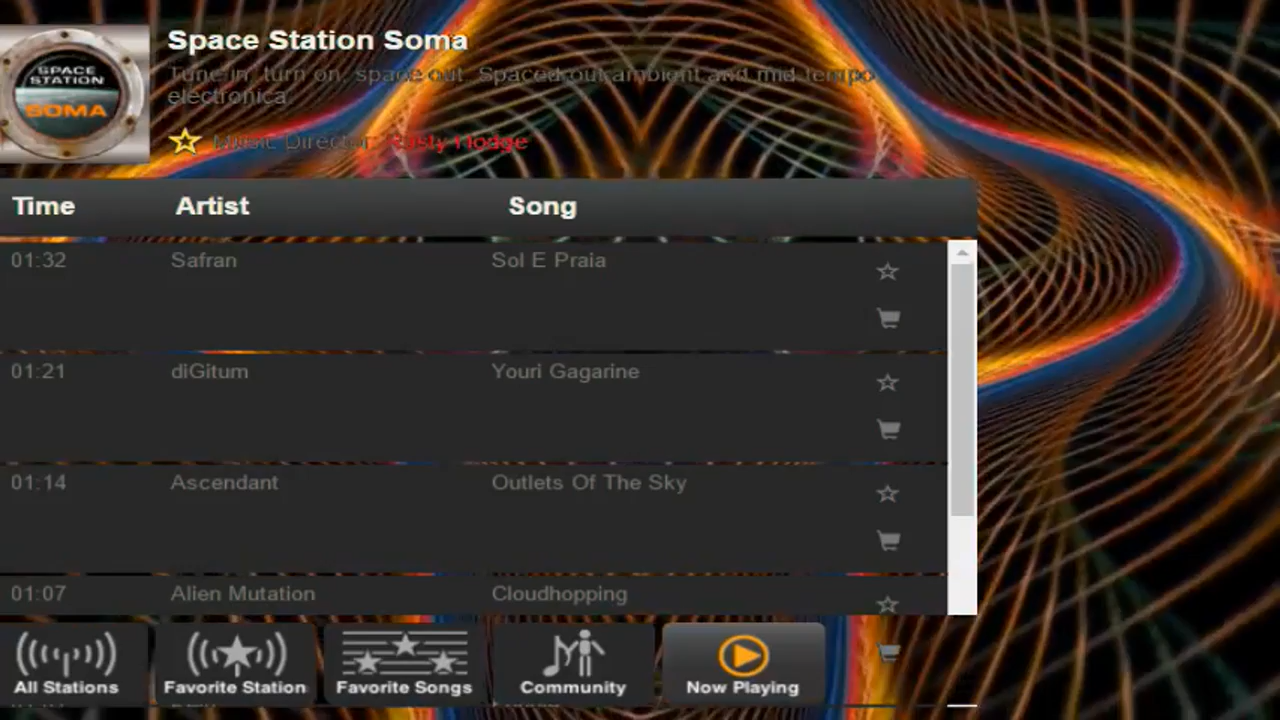 Space Station Soma
Tune in, turn on, space out. Spaced-out ambient and mid-tempo
electronica.
Music Director: Rusty Hodge
SPACE
STATION
SOMA
Time Artist Song
01:32 Safran Sol E Praia
01:21 diGitum Youri Gagarine
01:14 Ascendant Outlets Of The Sky
01:07 Alien Mutation Cloudhopping
All Stations Favorite Station Favorite Songs Community Now Playing